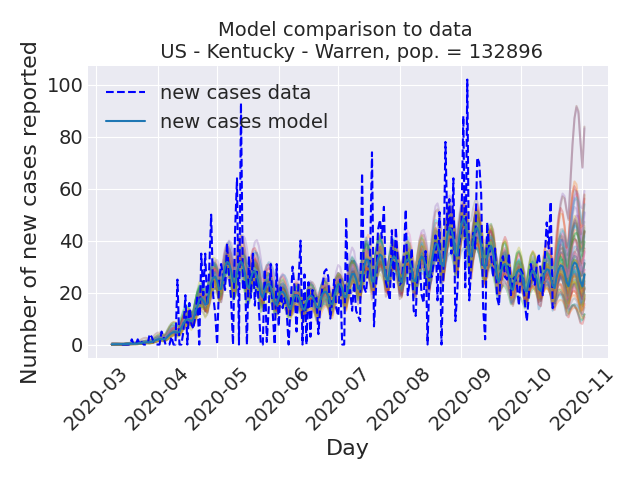 Model comparison to data
US - Kentucky - Warren, pop. = 132896
Number of new cases reported
100
80
60
40
20
0
new cases data
new cases model
2020-03
2020-04
2020-05
2020-06
2020-07
2020-08
2020-09
2020-10
2020-11
Day